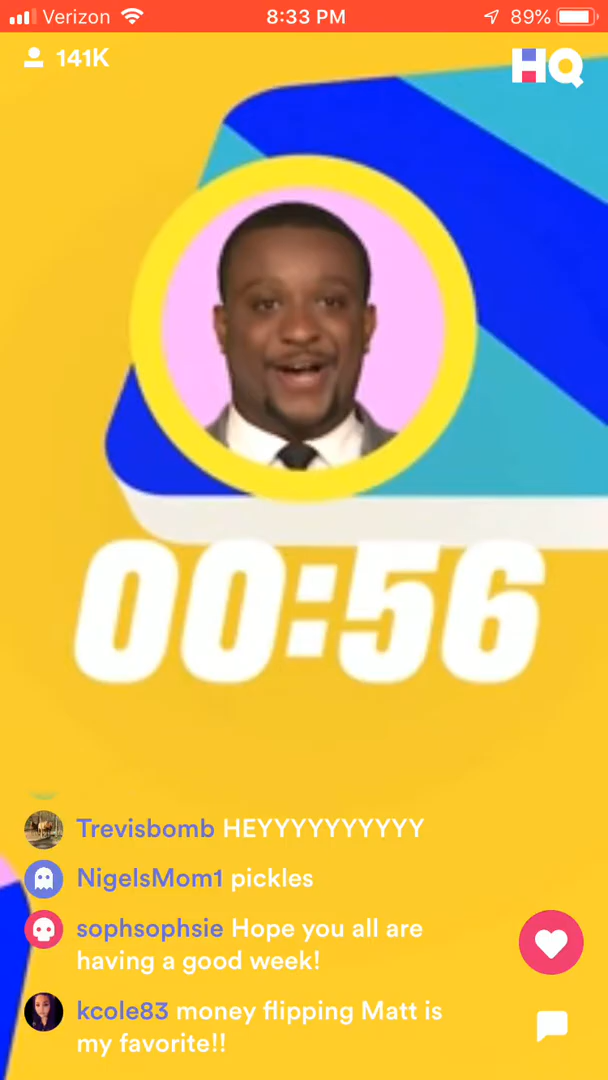 Verizon 8:33 PM 89%
141K HQ
00:56
Trevisbomb HEYYYYYYYYYY
NigelsMom1 pickles
sophsophsie Hope you all are
having a good week!
kcole83 money flipping Matt is
my favorite!!